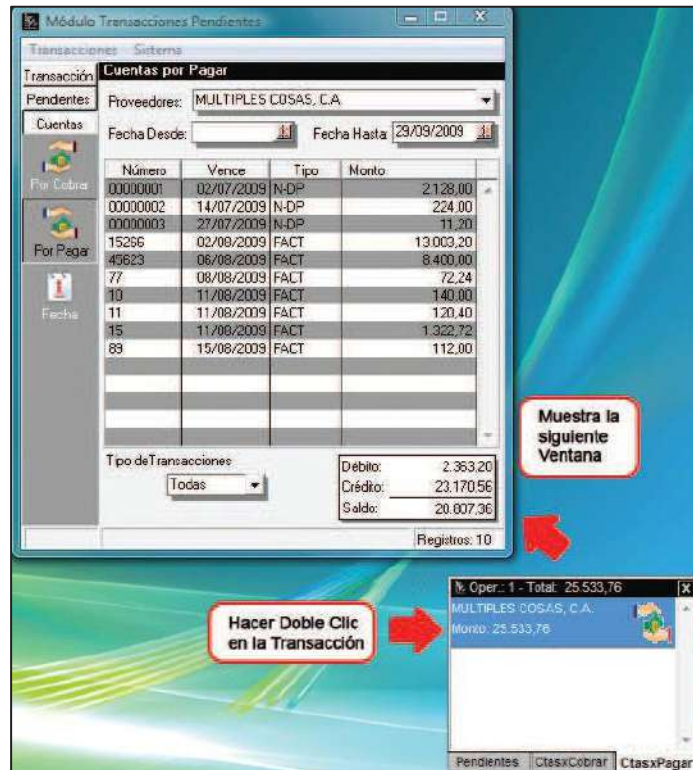 Módulo Transacciones Pendientes
Transacciones Sistema
Transacción
Pendentes
Cuentas
Por Cobrar
Por Pagar
Fecha
Cuentas por Pagar
Proveedores: MULTIPLES COSAS, C.A
Fecha Desde: Fecha Hasta 29/09/2009
Número Vence Tipo Monto
00000001 02/07/2009 N-DP 2.128,00
00000002 14/07/2009 N-DP 224,00
00000003 27/07/2009 N-DP 11,20
15266 02/08/2009 FACT 13.003,20
45623 06/08/2009 FACT 8.400,00
77 08/08/2009 FACT 72,24
10 11/08/2009 FACT 140,00
11 11/08/2009 FACT 120,40
15 11/08/2009 FACT 1.322,72
89 15/08/2009 FACT 112,00
Tipo de Transacciones
Todas
Débito: 2.363,20
Crédito: 23.170,56
Saldo: 20.807,36
Registros: 10
Muestra la
siguiente
Ventana
Hacer Doble Clic
en la Transacción
Oper.: 1 - Total: 25.533,76
MULTIPLES COSAS, C.A.
Monto: 25.533,76
Pendientes CtasxCobrar CtasxPagar